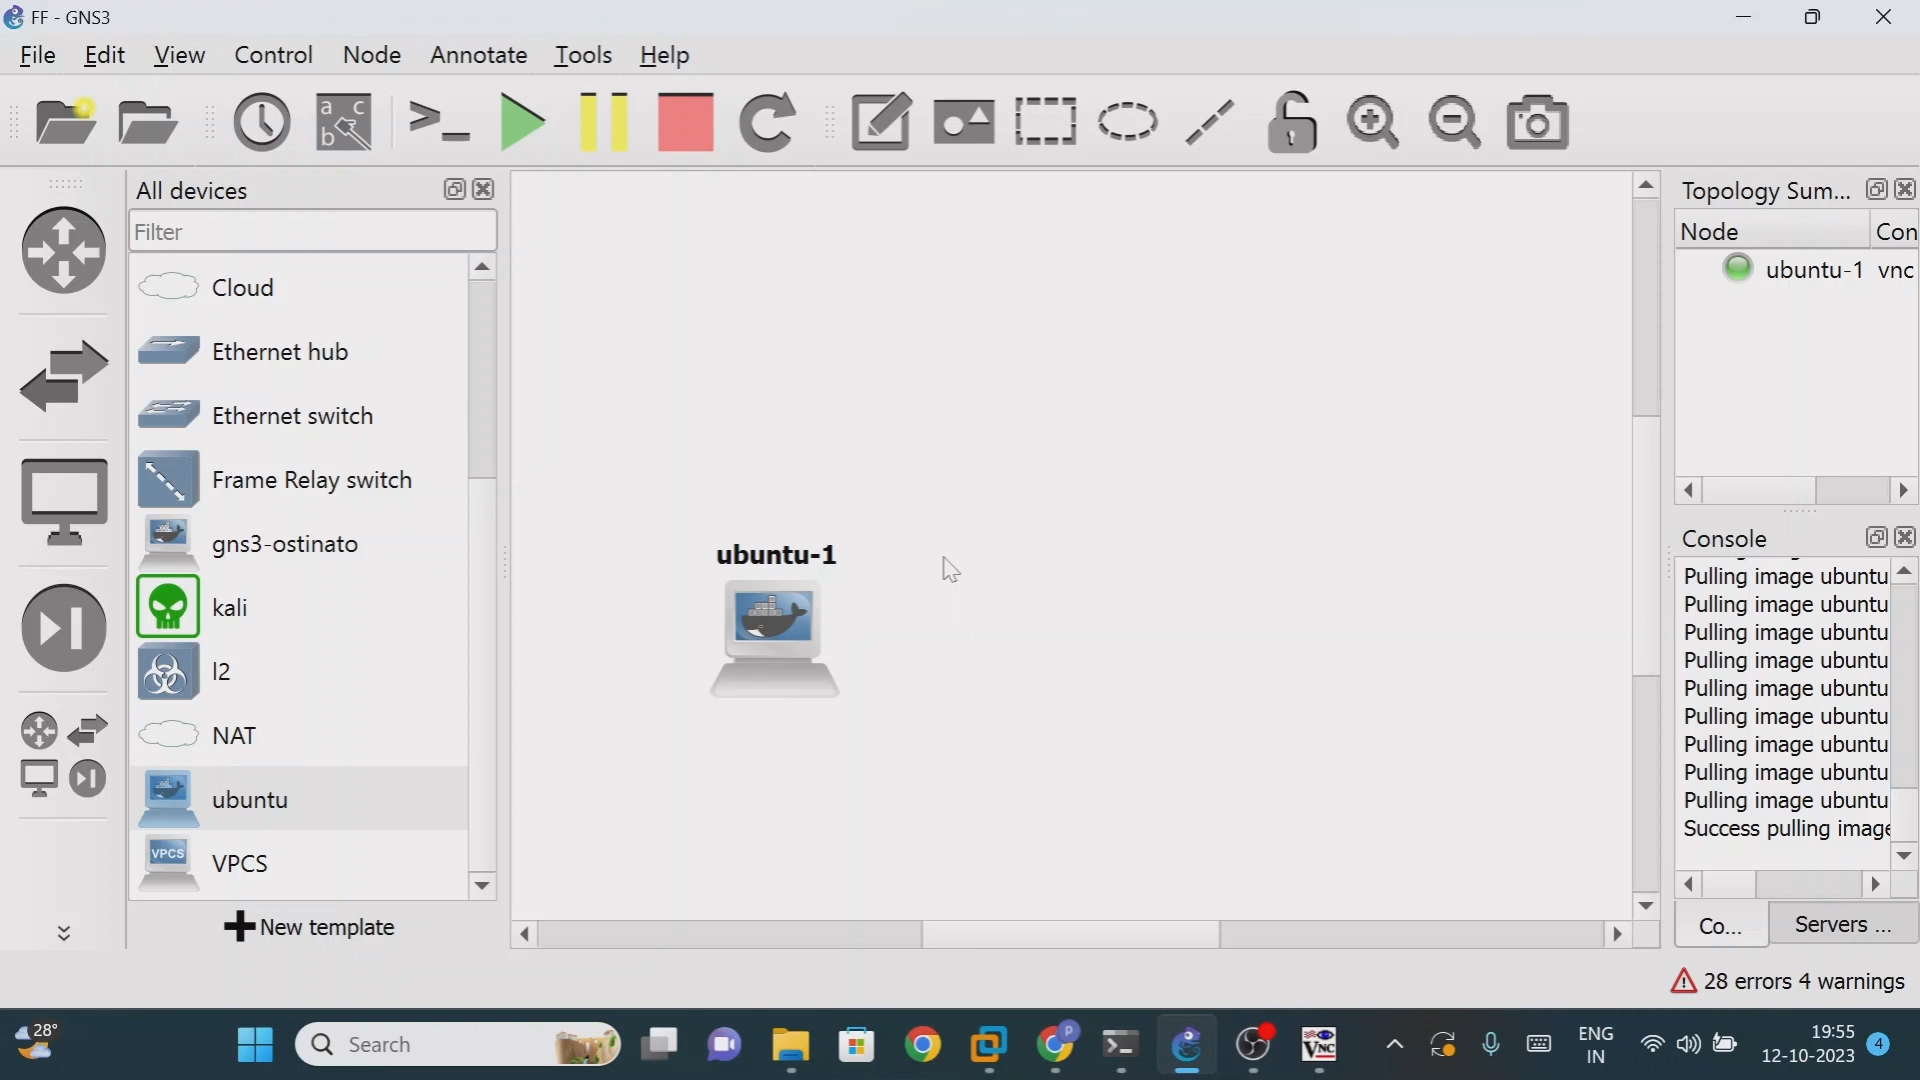 FF - GNS3
File Edit View Control Node Annotate Tools Help
a c
b
All devices
Filter
Cloud
Ethernet hub
Ethernet switch
Frame Relay switch
gns3-ostinato
kali
l2
NAT
ubuntu
VPCS
VPCS
New template
ubuntu-1
Topology Sum...
Node Con
ubuntu-1 vnc
Console
Pulling image ubuntu
Pulling image ubuntu
Pulling image ubuntu
Pulling image ubuntu
Pulling image ubuntu
Pulling image ubuntu
Pulling image ubuntu
Pulling image ubuntu
Pulling image ubuntu
Success pulling image
Co... Servers ...
28 errors 4 warnings
28°
Search
P
VNC
ENG
IN
19:55
12-10-2023
4